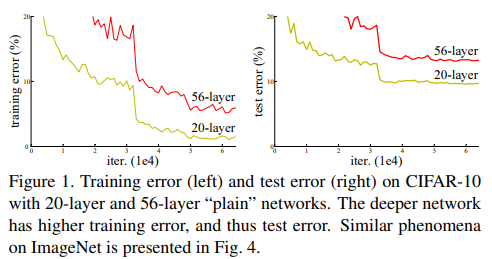 20
10
0
0 1 2 3 4 5 6
iter. (1e4)
training error (%)
56-layer
20-layer
20
10
0
0 1 2 3 4 5 6
iter. (1e4)
test error (%)
56-layer
20-layer
Figure 1. Training error (left) and test error (right) on CIFAR-10
with 20-layer and 56-layer “plain” networks. The deeper network
has higher training error, and thus test error. Similar phenomena
on ImageNet is presented in Fig. 4.